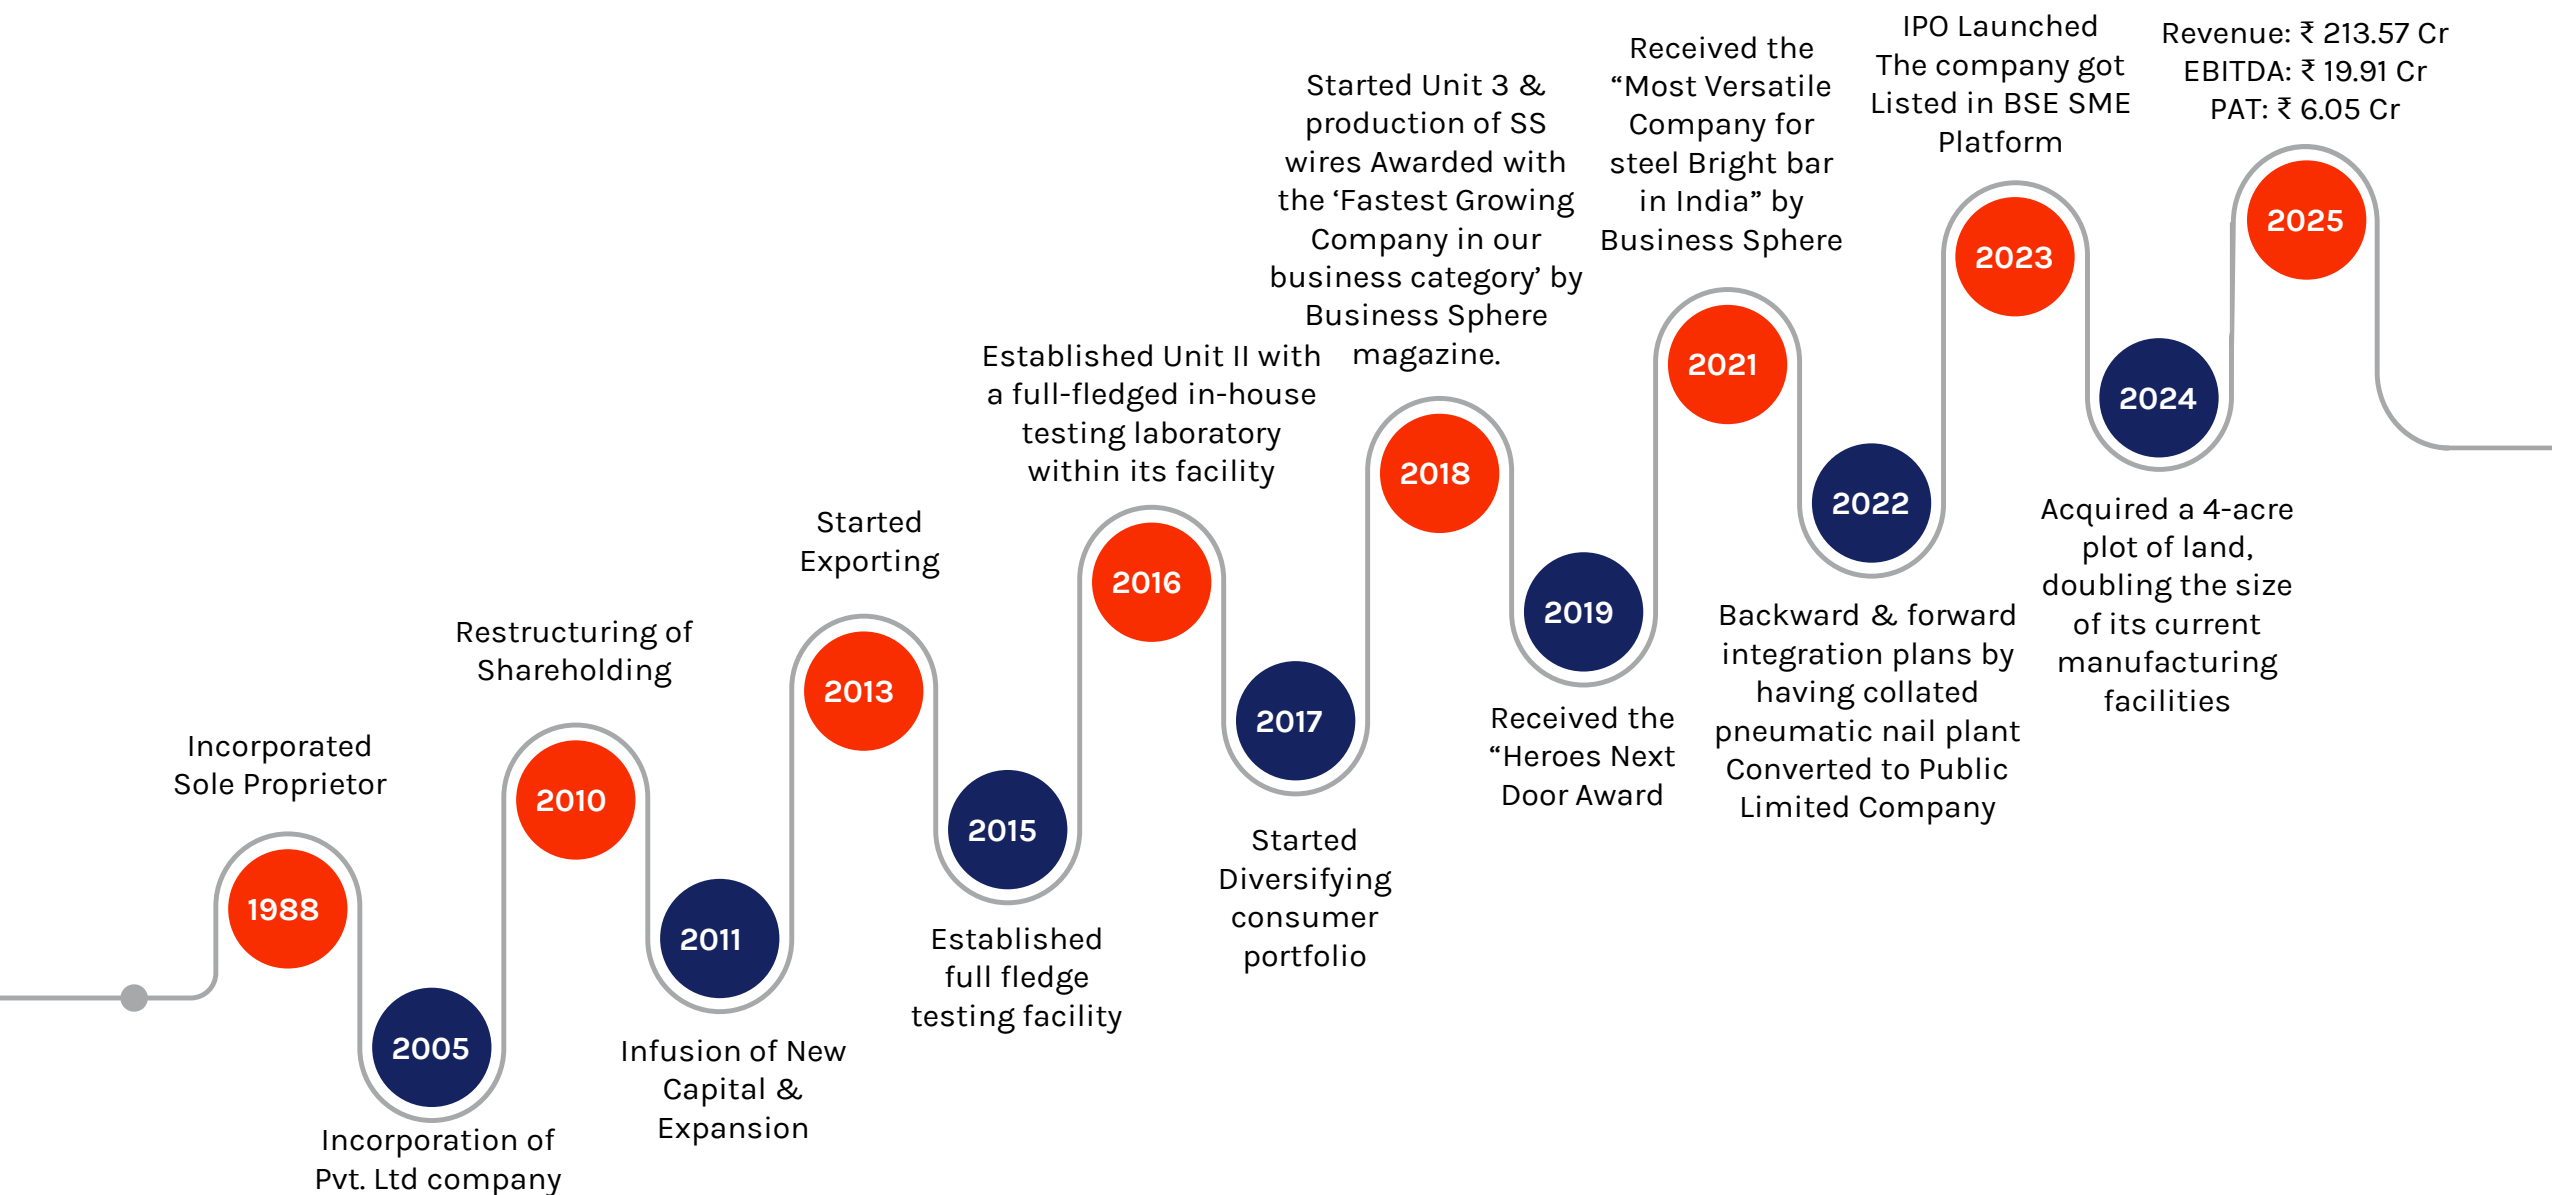 1988
Incorporated
Sole Proprietor
2005
Incorporation of
Pvt. Ltd company
2010
Restructuring of
Shareholding
2011
Infusion of New
Capital &
Expansion
2013
Started
Exporting
2015
Established
full fledge
testing facility
2016
Established Unit II with
a full-fledged in-house
testing laboratory
within its facility
2017
Started
Diversifying
consumer
portfolio
2018
Started Unit 3 &
production of SS
wires Awarded with
the ‘Fastest Growing
Company in our
business category’ by
Business Sphere
magazine.
2019
Received the
“Heroes Next
Door Award
2021
Received the
“Most Versatile
Company for
steel Bright bar
in India” by
Business Sphere
2022
Backward & forward
integration plans by
having collated
pneumatic nail plant
Converted to Public
Limited Company
2023
IPO Launched
The company got
Listed in BSE SME
Platform
2024
Acquired a 4-acre
plot of land,
doubling the size
of its current
manufacturing
facilities
2025
Revenue: ₹ 213.57 Cr
EBITDA: ₹ 19.91 Cr
PAT: ₹ 6.05 Cr